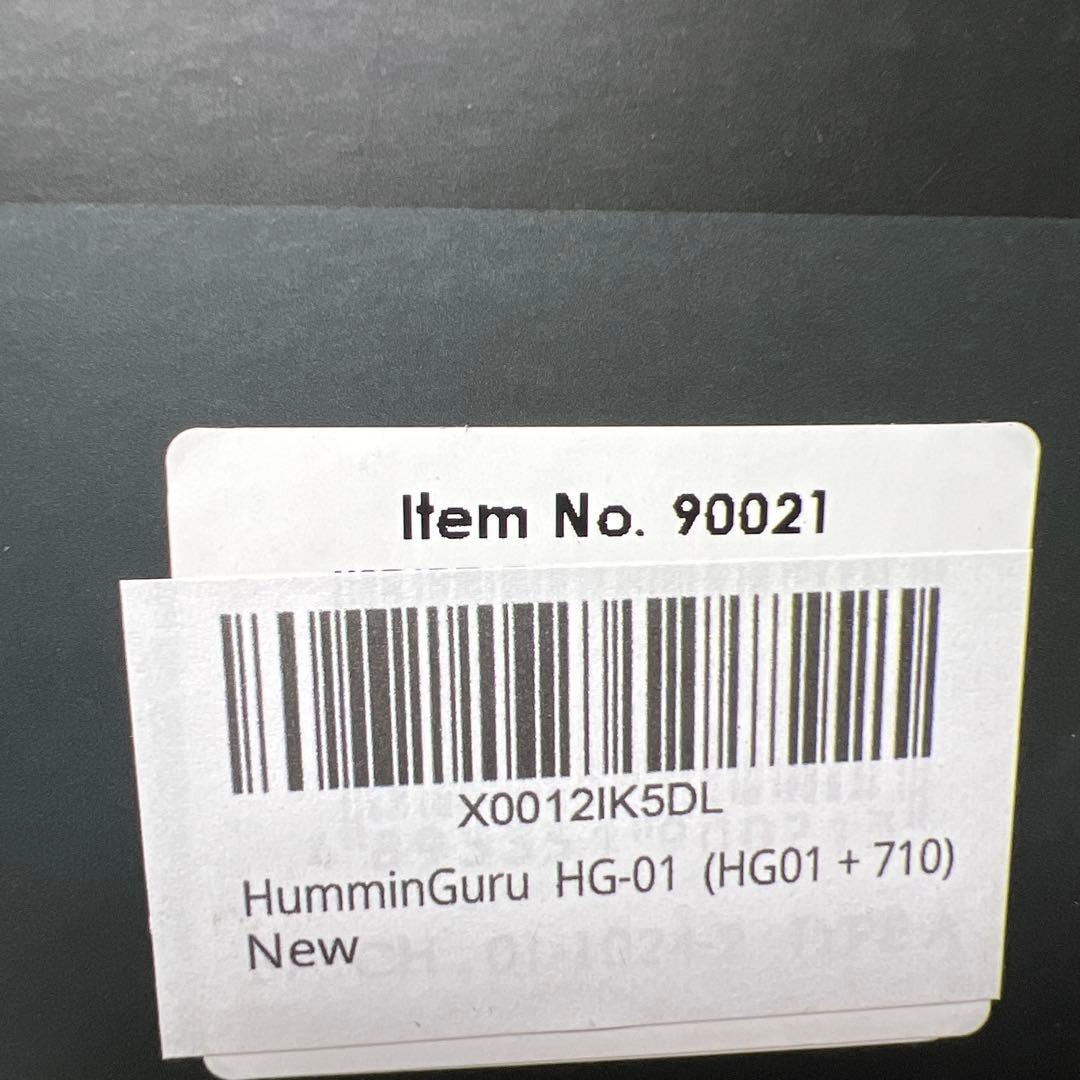 Item No. 90021
X0012IK5DL
HumminGuru HG-01 (HG01 + 710)
New